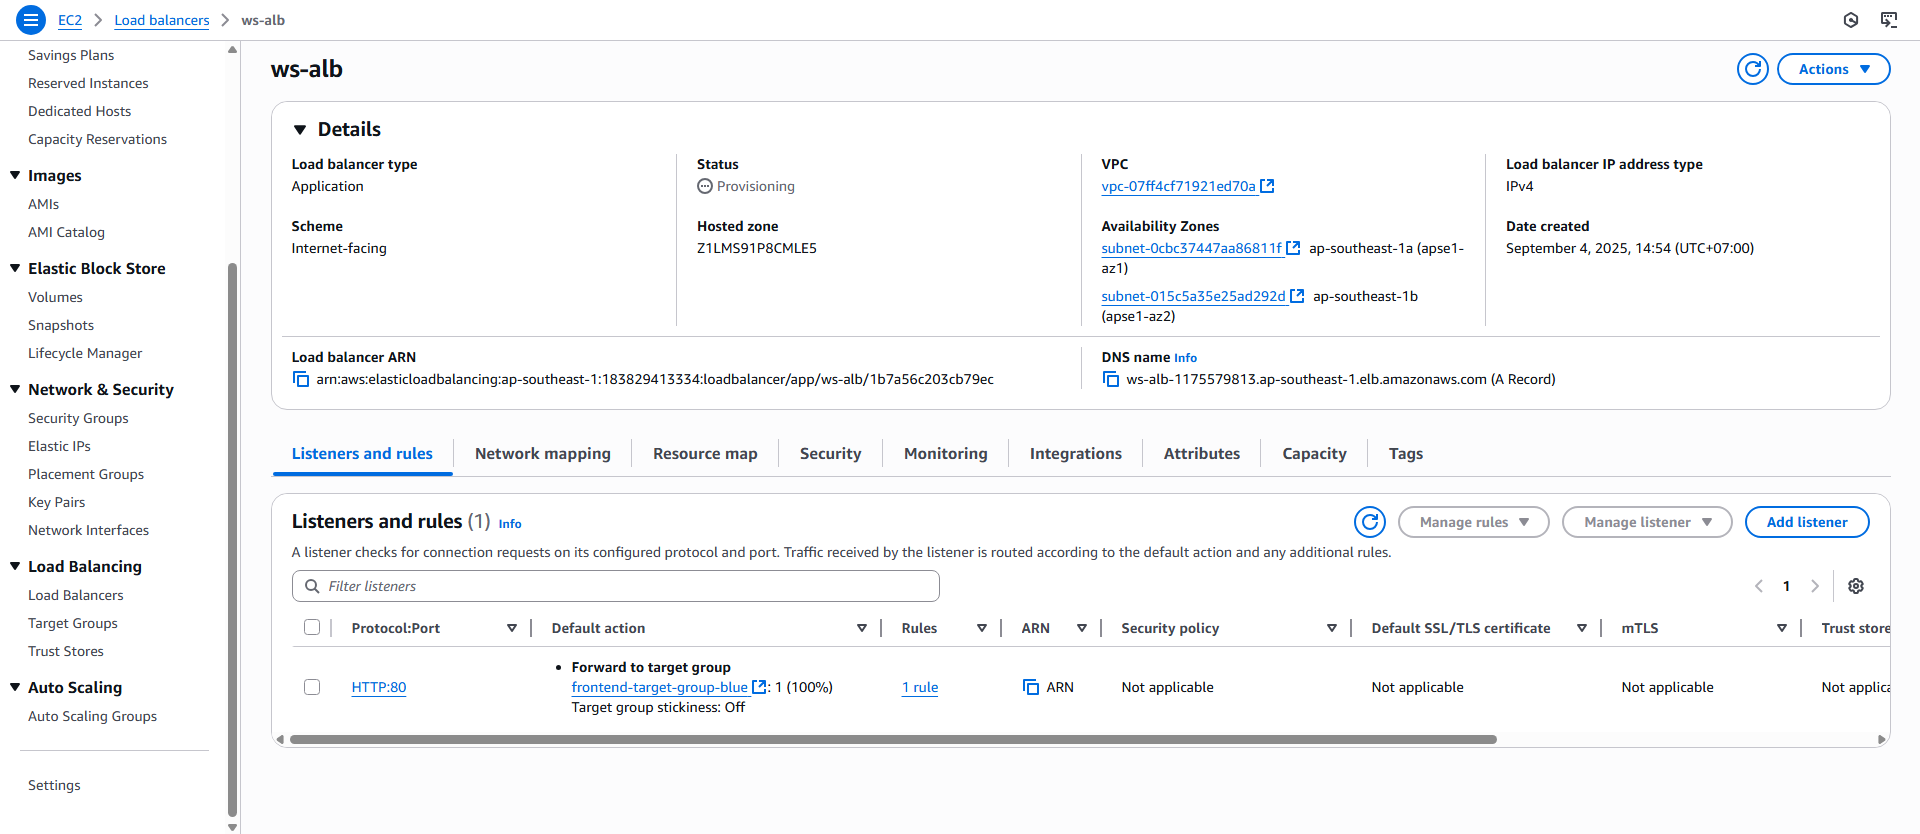 EC2 > Load balancers > ws-alb
Savings Plans
Reserved Instances
Dedicated Hosts
Capacity Reservations
Images
AMIs
AMI Catalog
Elastic Block Store
Volumes
Snapshots
Lifecycle Manager
Network & Security
Security Groups
Elastic IPs
Placement Groups
Key Pairs
Network Interfaces
Load Balancing
Load Balancers
Target Groups
Trust Stores
Auto Scaling
Auto Scaling Groups
Settings
ws-alb
Actions
Details
Load balancer type
Application
Status
Provisioning
VPC
vpc-07ff4cf71921ed70a
Load balancer IP address type
IPv4
Scheme
Internet-facing
Hosted zone
Z1LMS91P8CMLE5
Availability Zones
subnet-0cbc37447aa86811f ap-southeast-1a (apse1-
az1)
subnet-015c5a35e25ad292d ap-southeast-1b
(apse1-az2)
Date created
September 4, 2025, 14:54 (UTC+07:00)
Load balancer ARN
arn:aws:elasticloadbalancing:ap-southeast-1:183829413334:loadbalancer/app/ws-alb/1b7a56c203cb79ec
DNS name Info
ws-alb-1175579813.ap-southeast-1.elb.amazonaws.com (A Record)
Listeners and rules Network mapping Resource map Security Monitoring Integrations Attributes Capacity Tags
Listeners and rules (1) Info
Manage rules Manage listener Add listener
A listener checks for connection requests on its configured protocol and port. Traffic received by the listener is routed according to the default action and any additional rules.
Filter listeners
1
Protocol:Port Default action Rules ARN Security policy Default SSL/TLS certificate mTLS Trust store
• Forward to target group
HTTP:80 frontend-target-group-blue : 1 (100%) 1 rule ARN Not applicable Not applicable Not applicable Not applica
Target group stickiness: Off